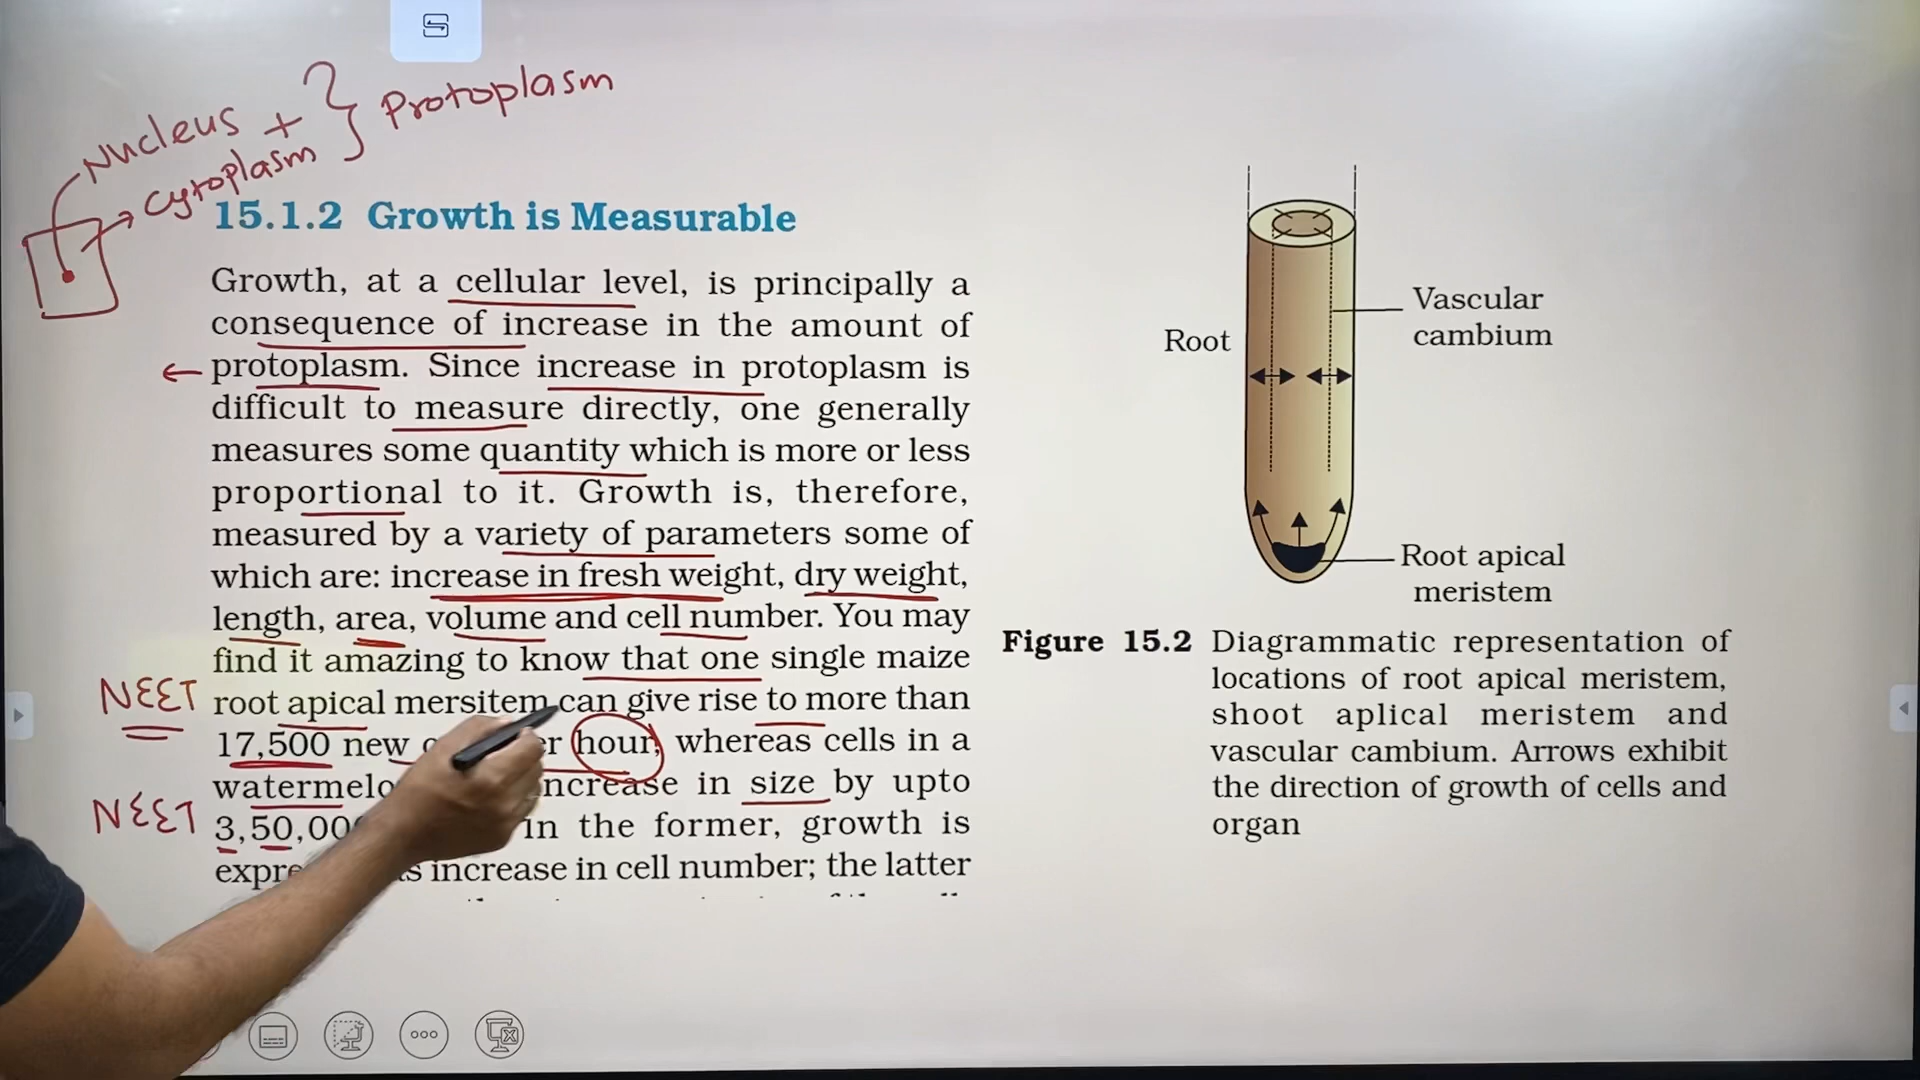 Nucleus +
Cytoplasm
} Protoplasm
15.1.2 Growth is Measurable
Growth, at a cellular level, is principally a
consequence of increase in the amount of
protoplasm. Since increase in protoplasm is
difficult to measure directly, one generally
measures some quantity which is more or less
proportional to it. Growth is, therefore,
measured by a variety of parameters some of
which are: increase in fresh weight, dry weight,
length, area, volume and cell number. You may
find it amazing to know that one single maize
NEET root apical mersitem can give rise to more than
17,500 new hour, whereas cells in a
increase in size by upto
NEET in the former, growth is
increase in cell number; the latter
Root
Vascular
cambium
Root apical
meristem
Figure 15.2 Diagrammatic representation of
locations of root apical meristem,
shoot aplical meristem and
vascular cambium. Arrows exhibit
the direction of growth of cells and
organ